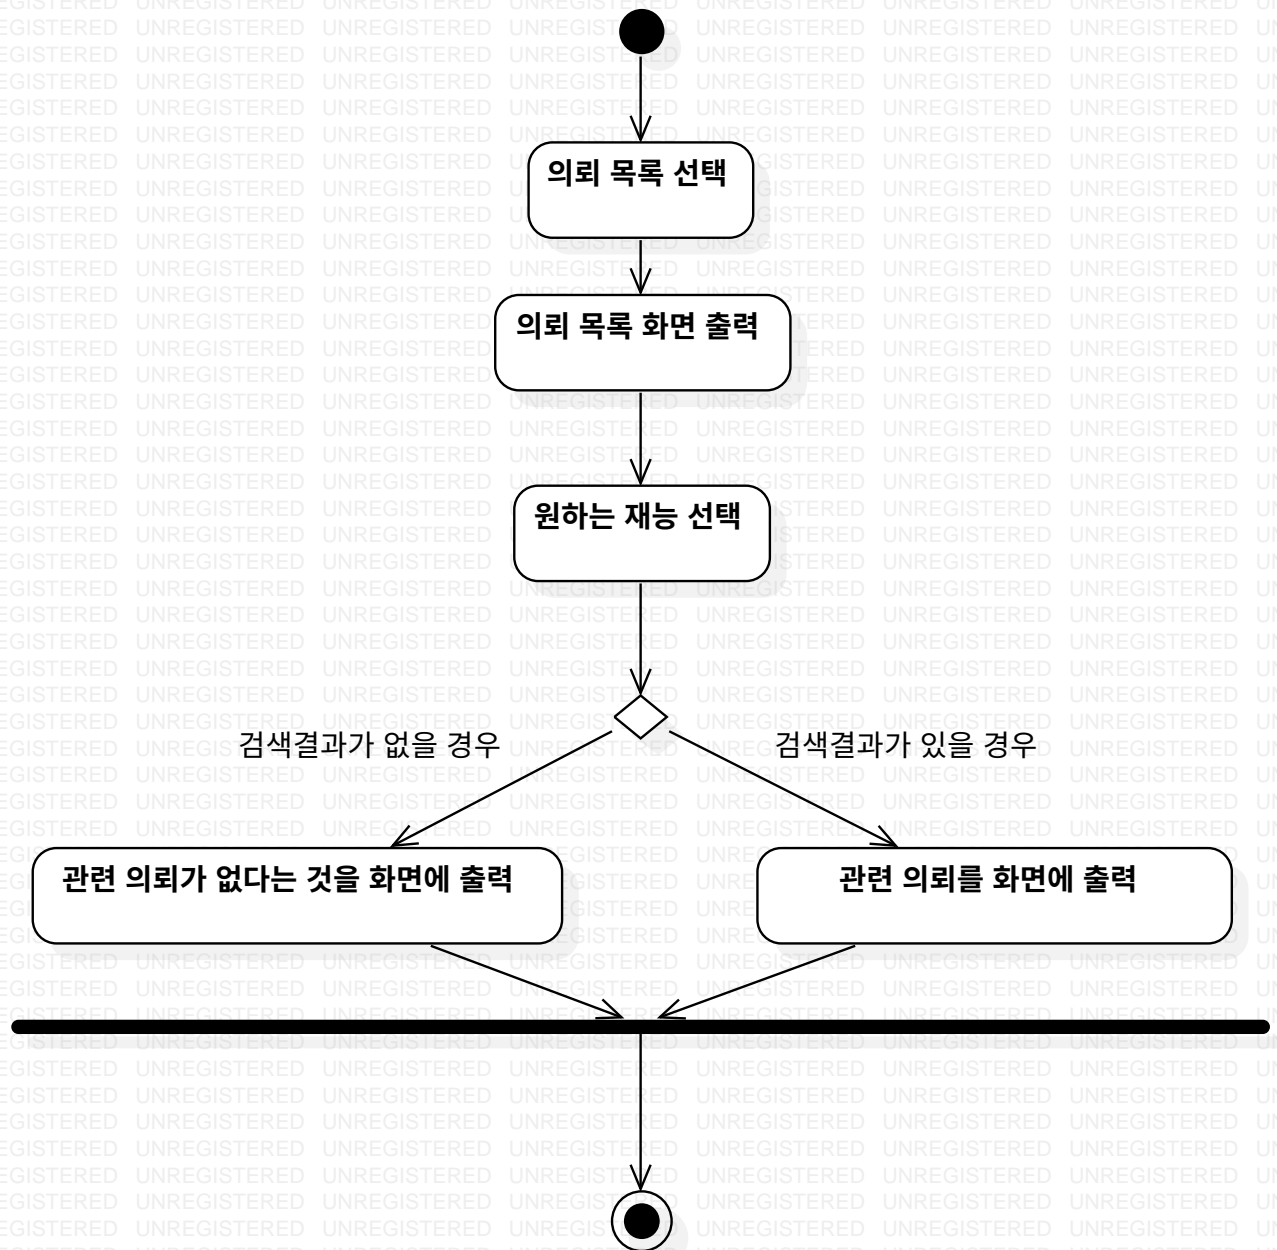 의뢰 목록 선택
의뢰 목록 화면 출력
원하는 재능 선택
검색결과가 없을 경우
검색결과가 있을 경우
관련 의뢰가 없다는 것을 화면에 출력
관련 의뢰를 화면에 출력
UNREGISTERED